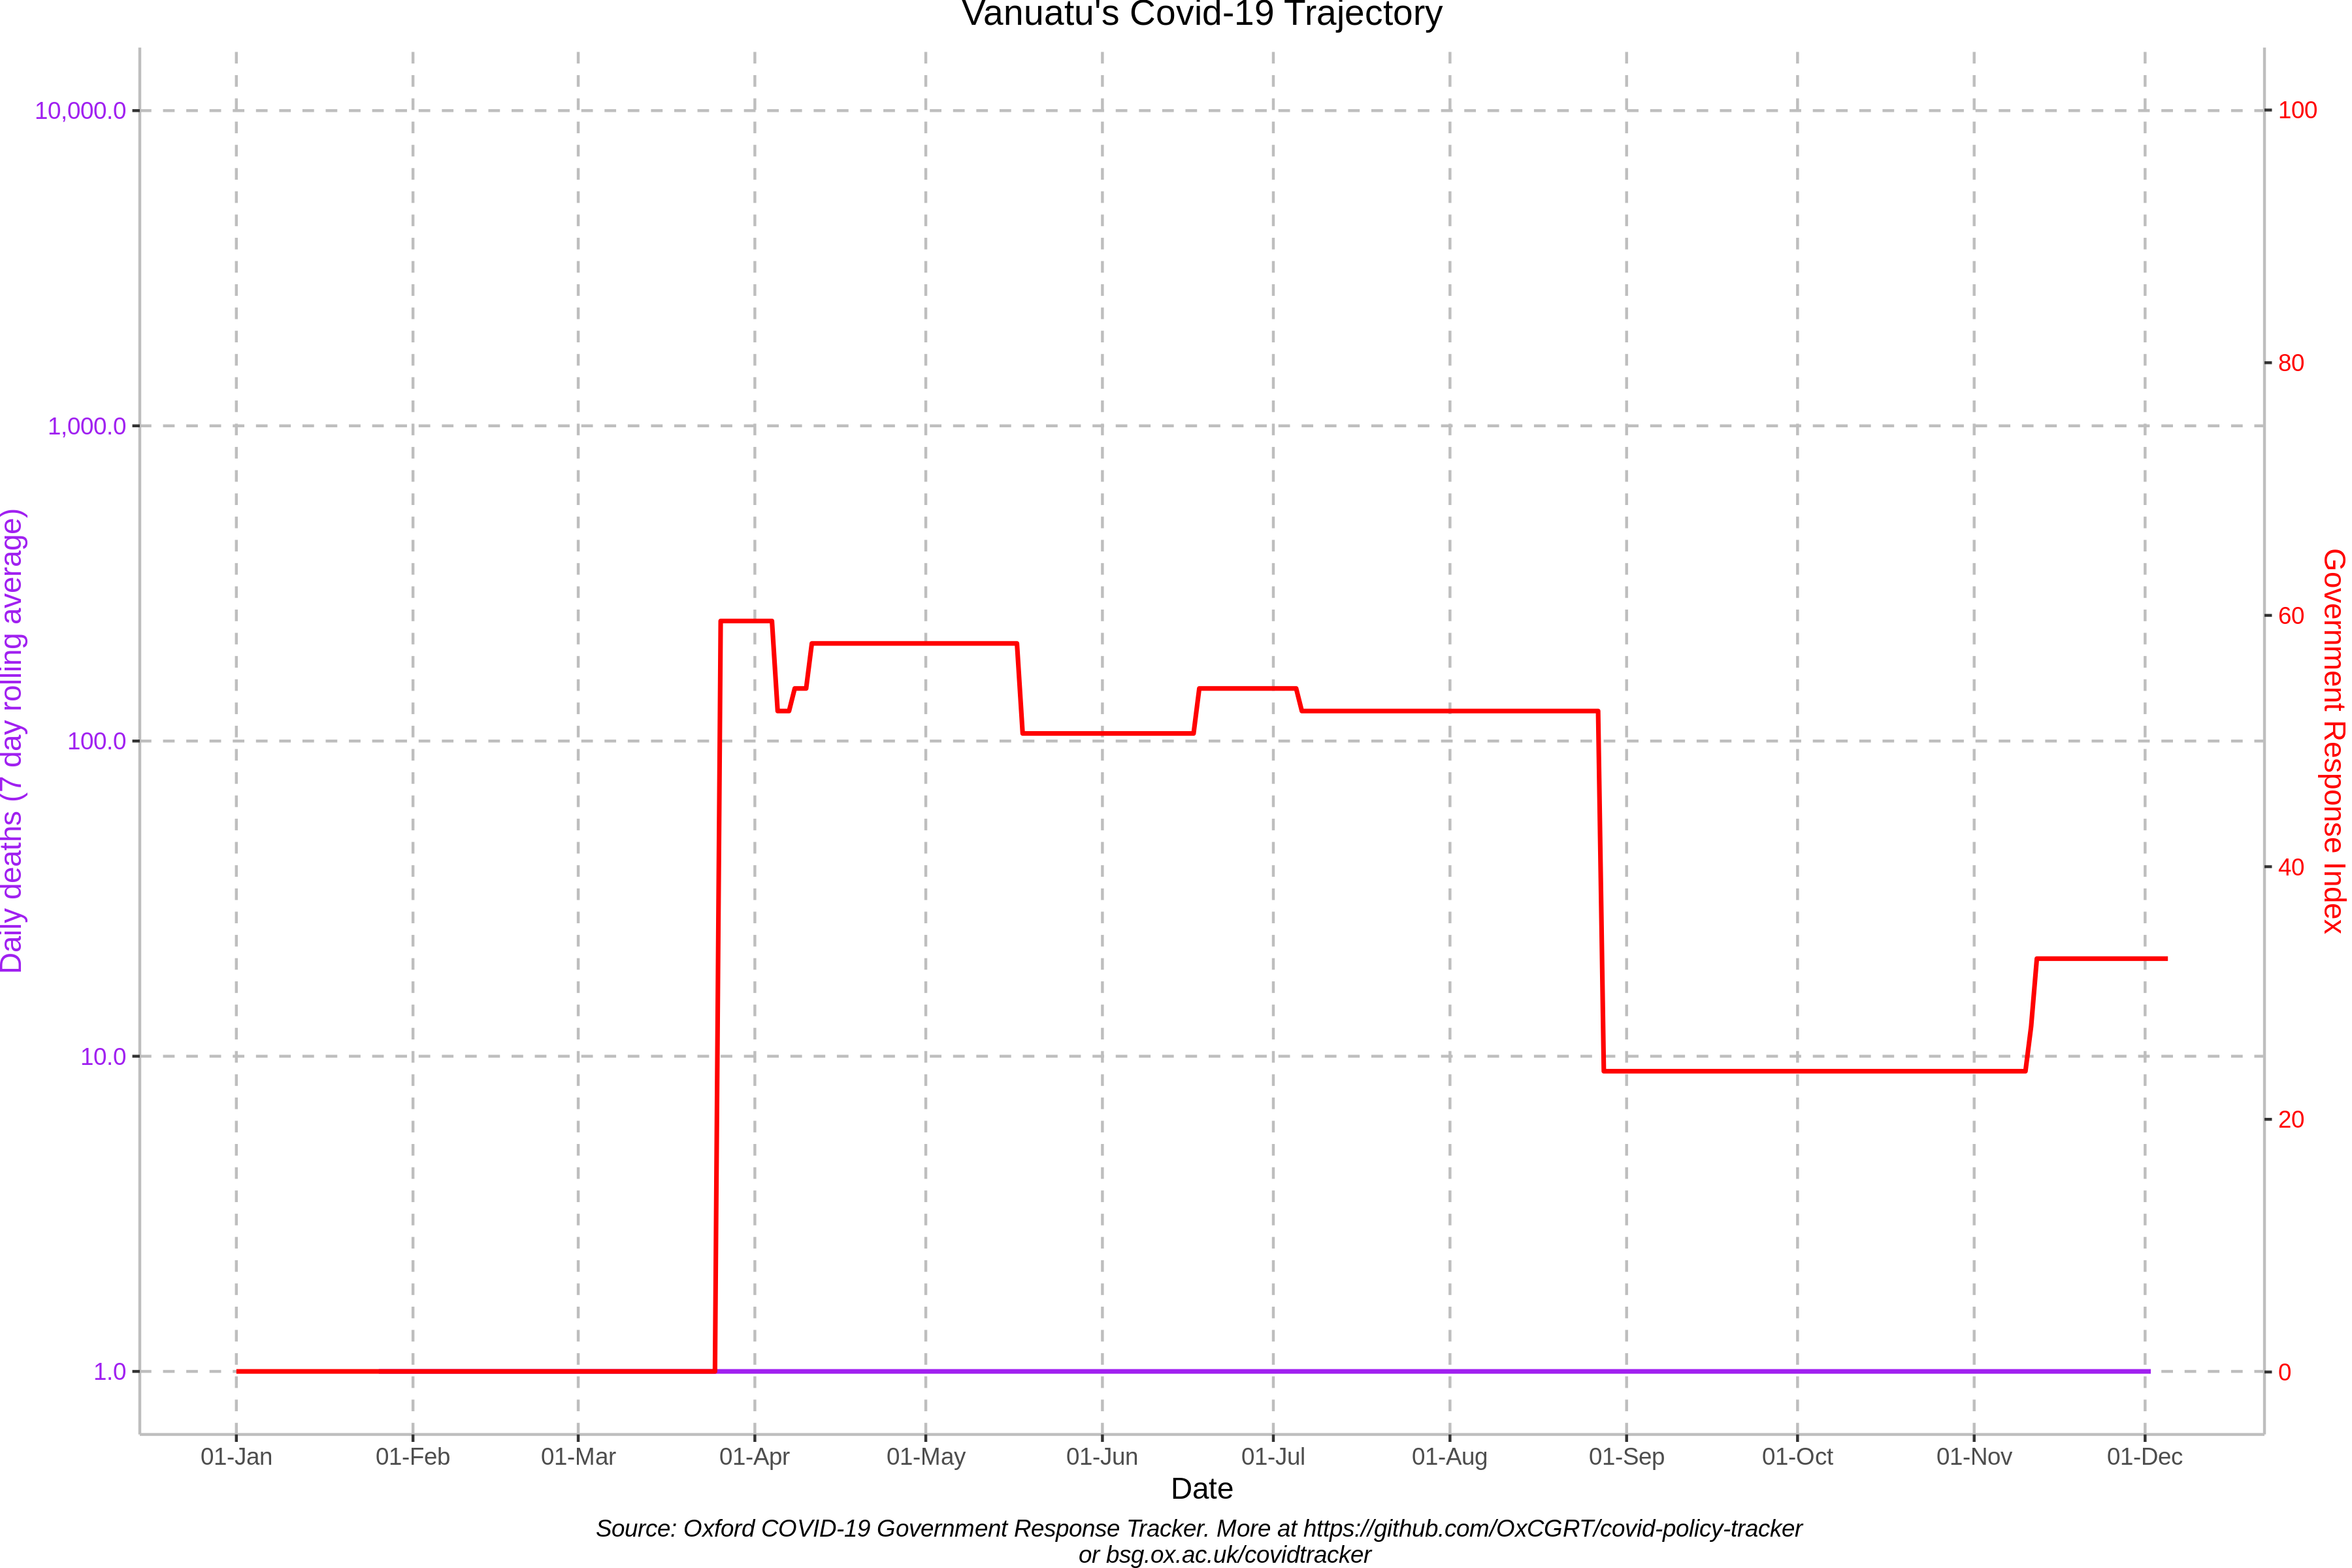 Vanuatu's Covid-19 Trajectory
10,000.0
1,000.0
100.0
10.0
1.0
Daily deaths (7 day rolling average)
100
80
60
40
20
0
Government Response Index
01-Jan 01-Feb 01-Mar 01-Apr 01-May 01-Jun 01-Jul 01-Aug 01-Sep 01-Oct 01-Nov 01-Dec
Date
Source: Oxford COVID-19 Government Response Tracker. More at https://github.com/OxCGRT/covid-policy-tracker
or bsg.ox.ac.uk/covidtracker